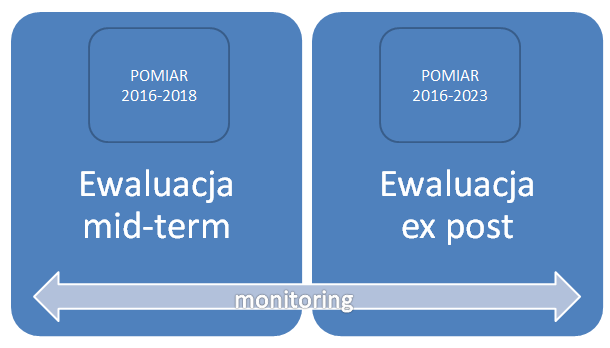 POMIAR
2016-2018
Ewaluacja
mid-term
POMIAR
2016-2023
Ewaluacja
ex post
monitoring